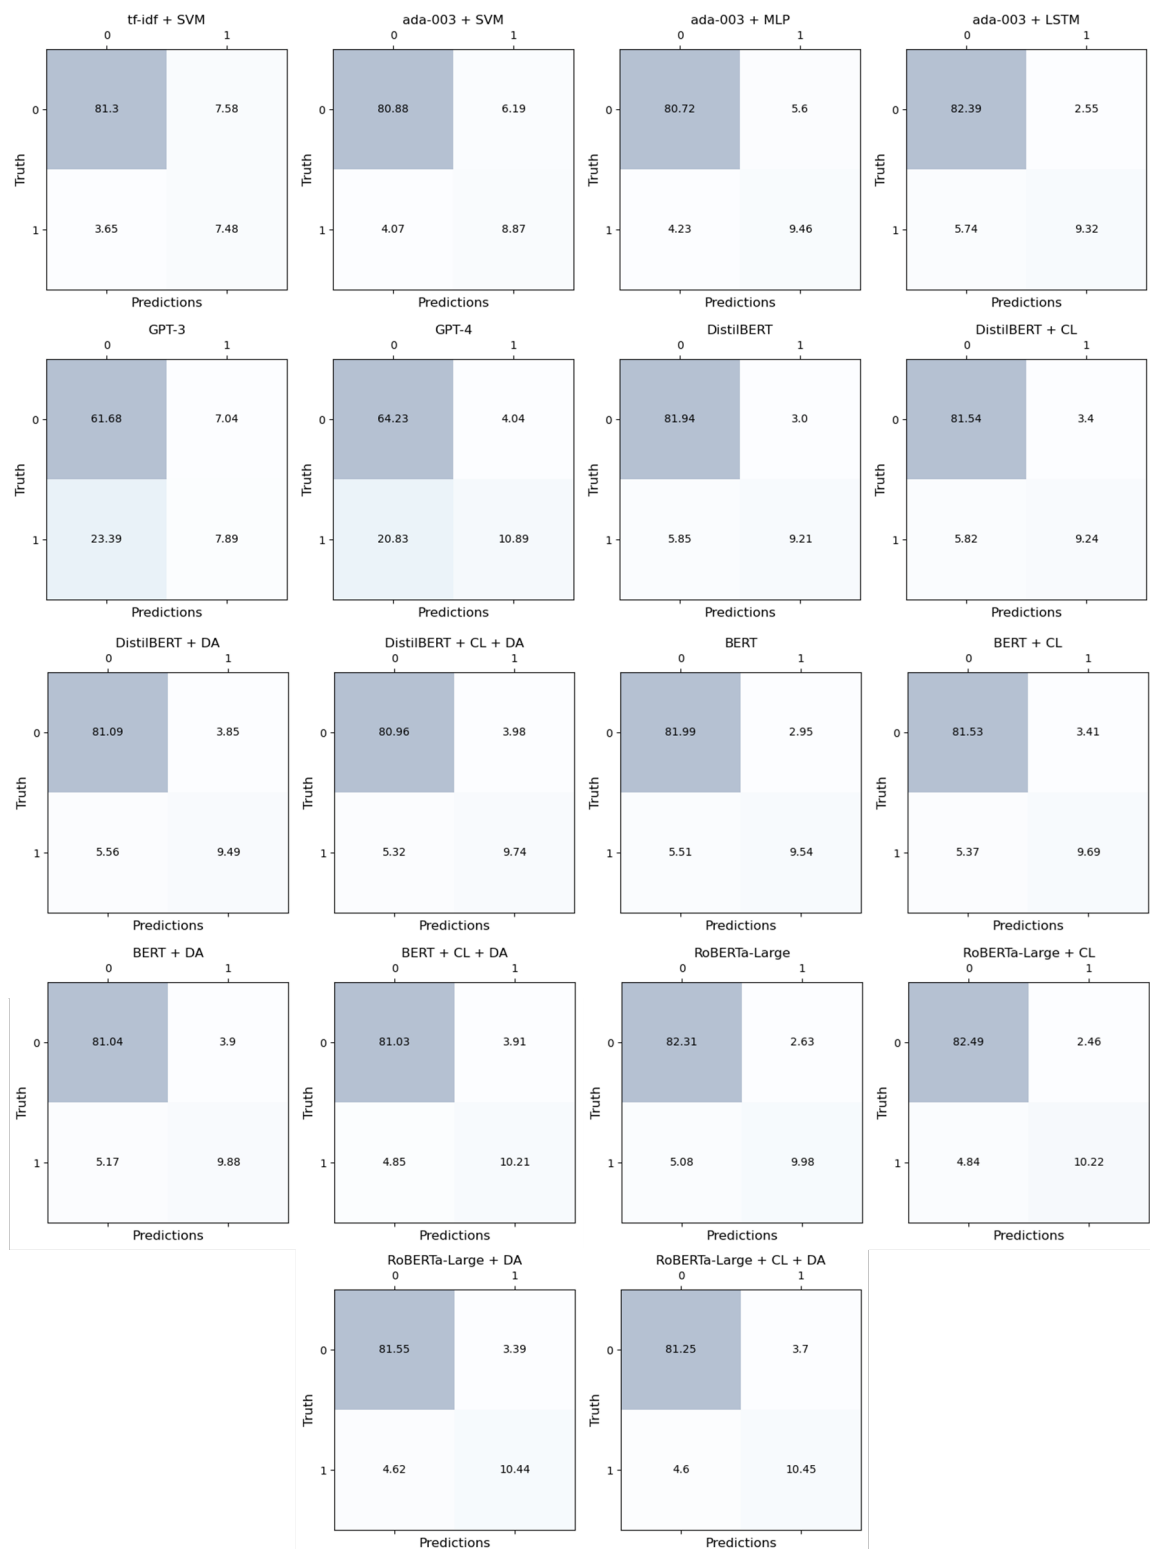 tf-idf + SVM
0 1
0 81.3 7.58
Truth
1 3.65 7.48
Predictions
ada-003 + SVM
0 1
0 80.88 6.19
Truth
1 4.07 8.87
Predictions
ada-003 + MLP
0 1
0 80.72 5.6
Truth
1 4.23 9.46
Predictions
ada-003 + LSTM
0 1
0 82.39 2.55
Truth
1 5.74 9.32
Predictions
GPT-3
0 1
0 61.68 7.04
Truth
1 23.39 7.89
Predictions
GPT-4
0 1
0 64.23 4.04
Truth
1 20.83 10.89
Predictions
DistilBERT
0 1
0 81.94 3.0
Truth
1 5.85 9.21
Predictions
DistilBERT + CL
0 1
0 81.54 3.4
Truth
1 5.82 9.24
Predictions
DistilBERT + DA
0 1
0 81.09 3.85
Truth
1 5.56 9.49
Predictions
DistilBERT + CL + DA
0 1
0 80.96 3.98
Truth
1 5.32 9.74
Predictions
BERT
0 1
0 81.99 2.95
Truth
1 5.51 9.54
Predictions
BERT + CL
0 1
0 81.53 3.41
Truth
1 5.37 9.69
Predictions
BERT + DA
0 1
0 81.04 3.9
Truth
1 5.17 9.88
Predictions
BERT + CL + DA
0 1
0 81.03 3.91
Truth
1 4.85 10.21
Predictions
RoBERTa-Large
0 1
0 82.31 2.63
Truth
1 5.08 9.98
Predictions
RoBERTa-Large + CL
0 1
0 82.49 2.46
Truth
1 4.84 10.22
Predictions
RoBERTa-Large + DA
0 1
0 81.55 3.39
Truth
1 4.62 10.44
Predictions
RoBERTa-Large + CL + DA
0 1
0 81.25 3.7
Truth
1 4.6 10.45
Predictions